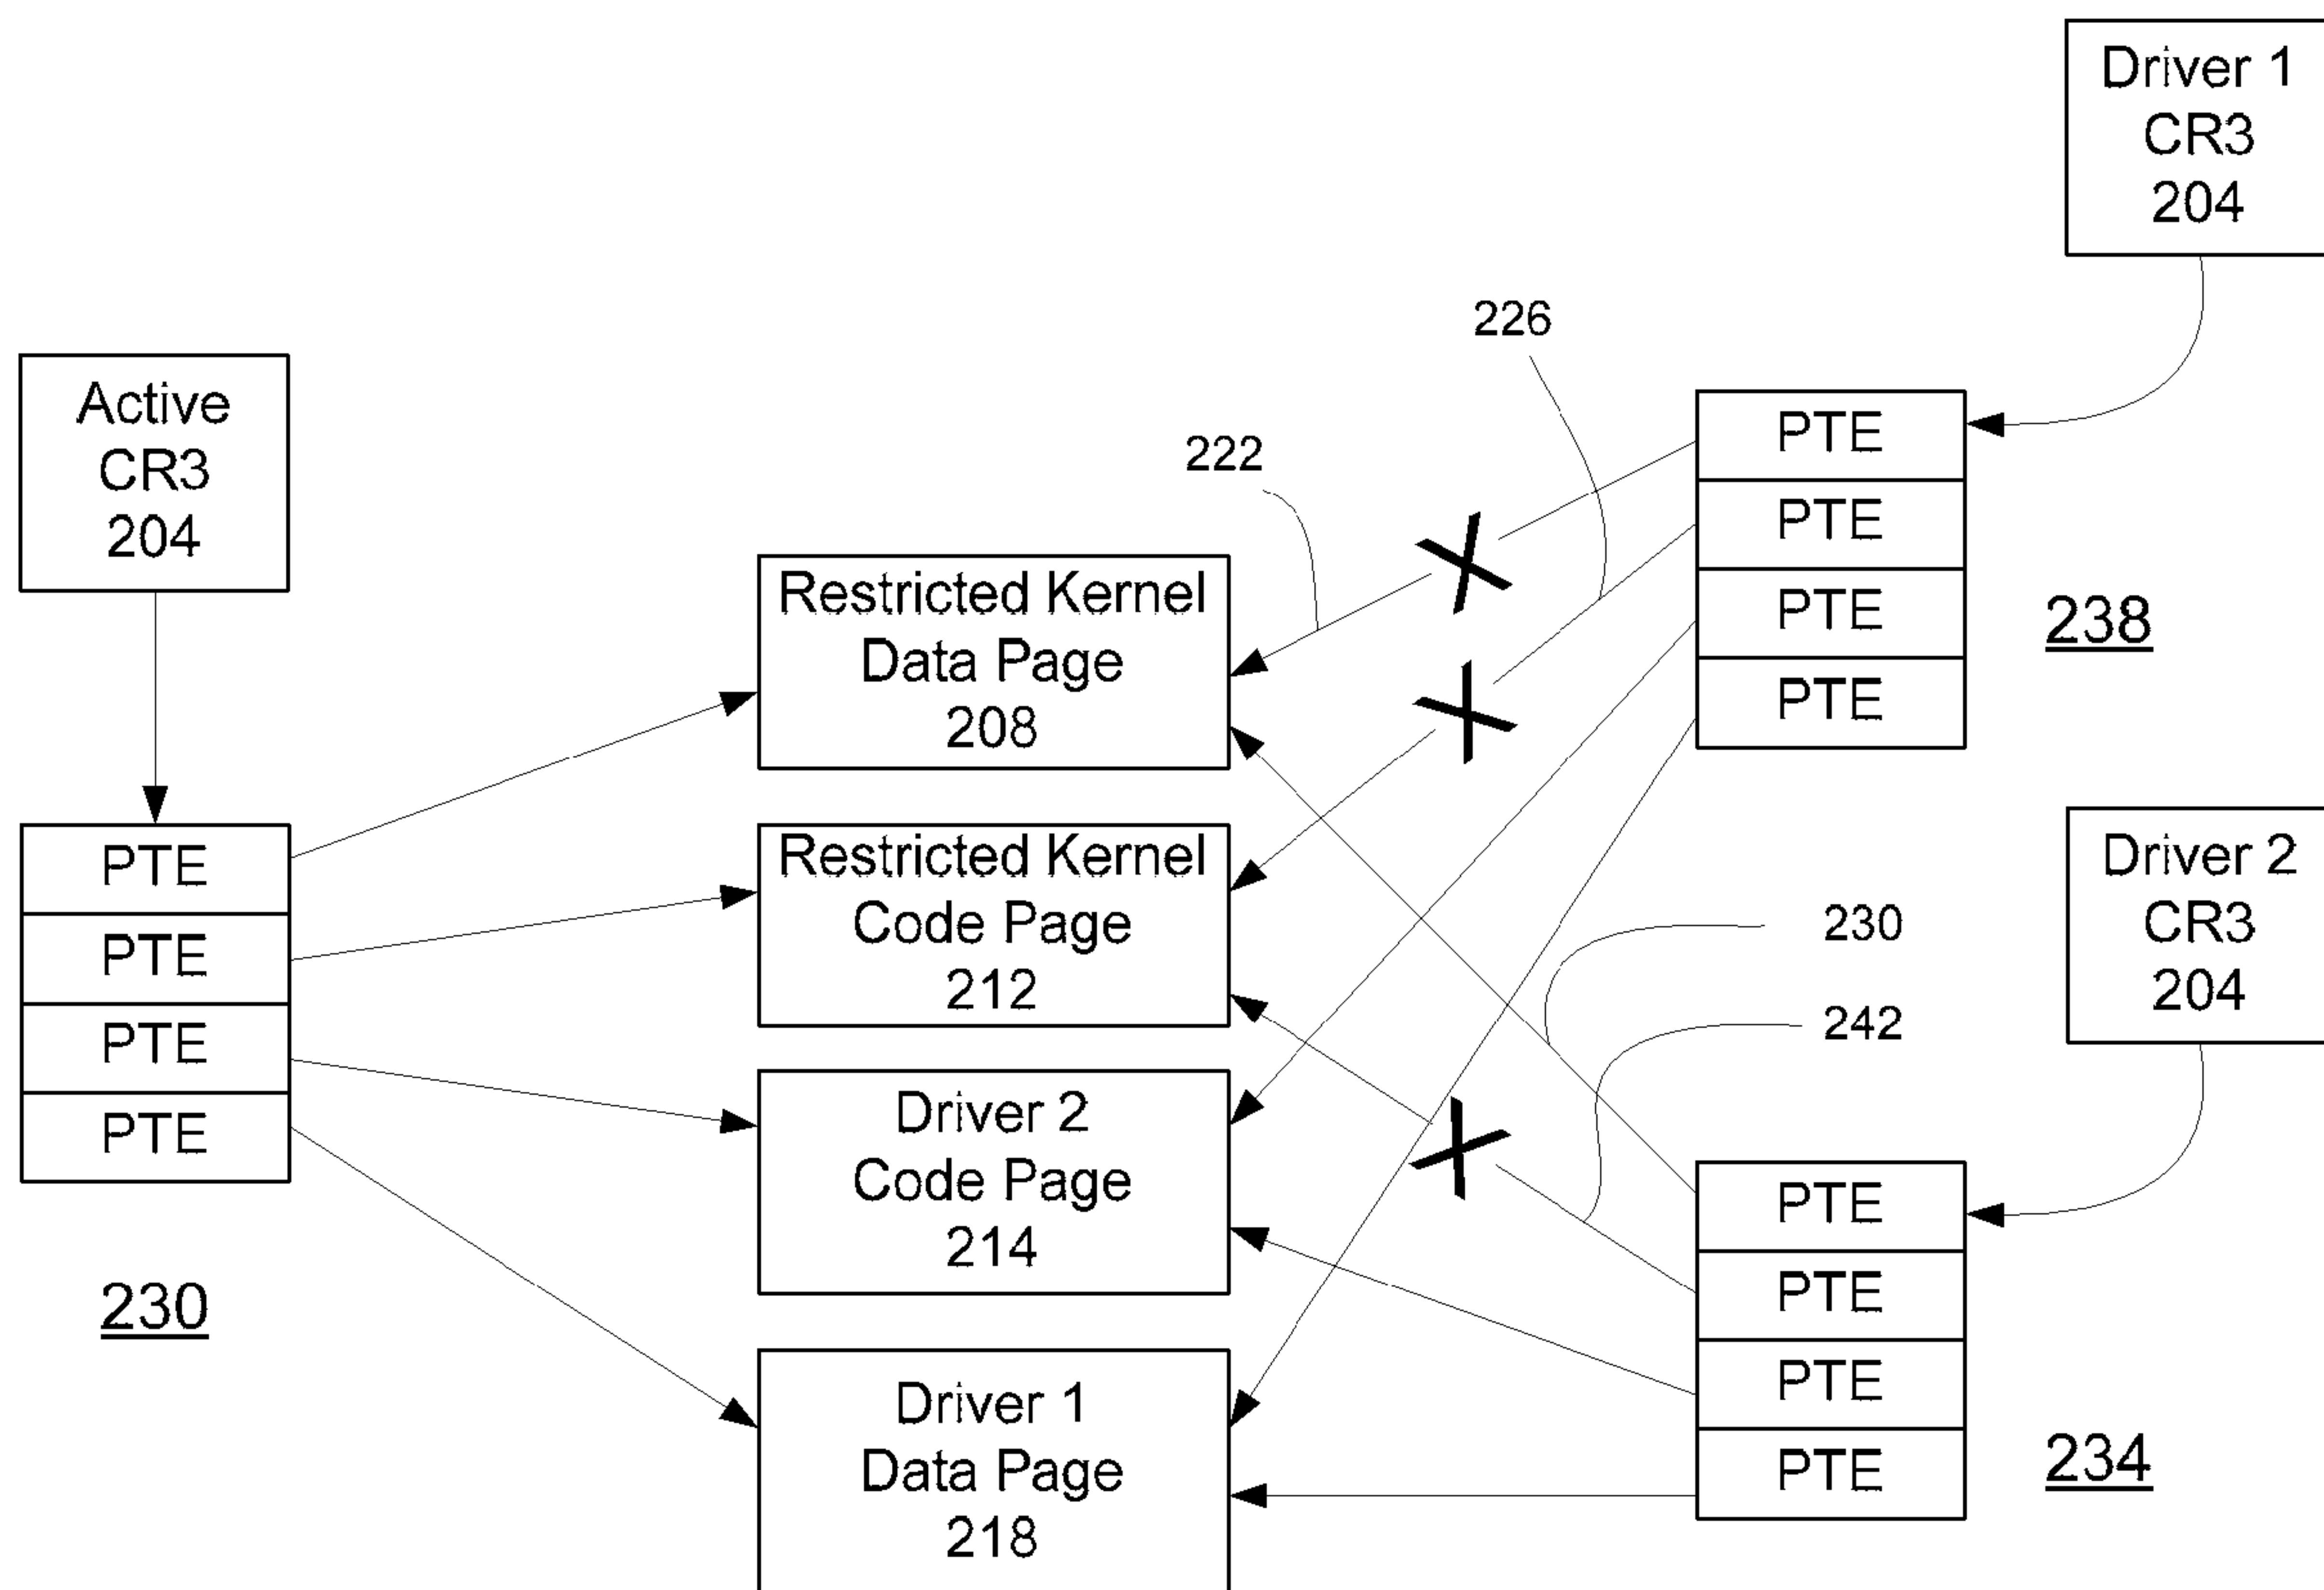 Driver 1
CR3
204
226
222
Active
CR3
204
PTE
PTE
PTE
PTE
238
Restricted Kernel
Data Page
208
Restricted Kernel
Code Page
212
Driver 2
Code Page
214
Driver 1
Data Page
218
PTE
PTE
PTE
PTE
230
Driver 2
CR3
204
230
242
PTE
PTE
PTE
PTE
234